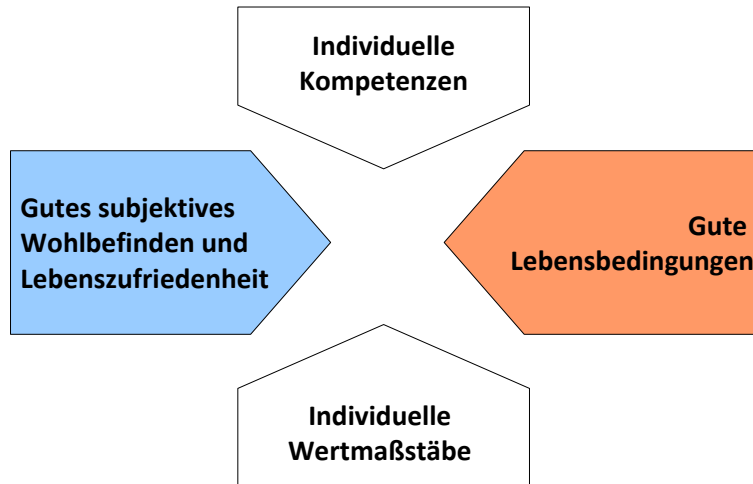 Individuelle
Kompetenzen
Gutes subjektives
Wohlbefinden und
Lebenszufriedenheit
Gute
Lebensbedingungen
Individuelle
Wertmaßstäbe